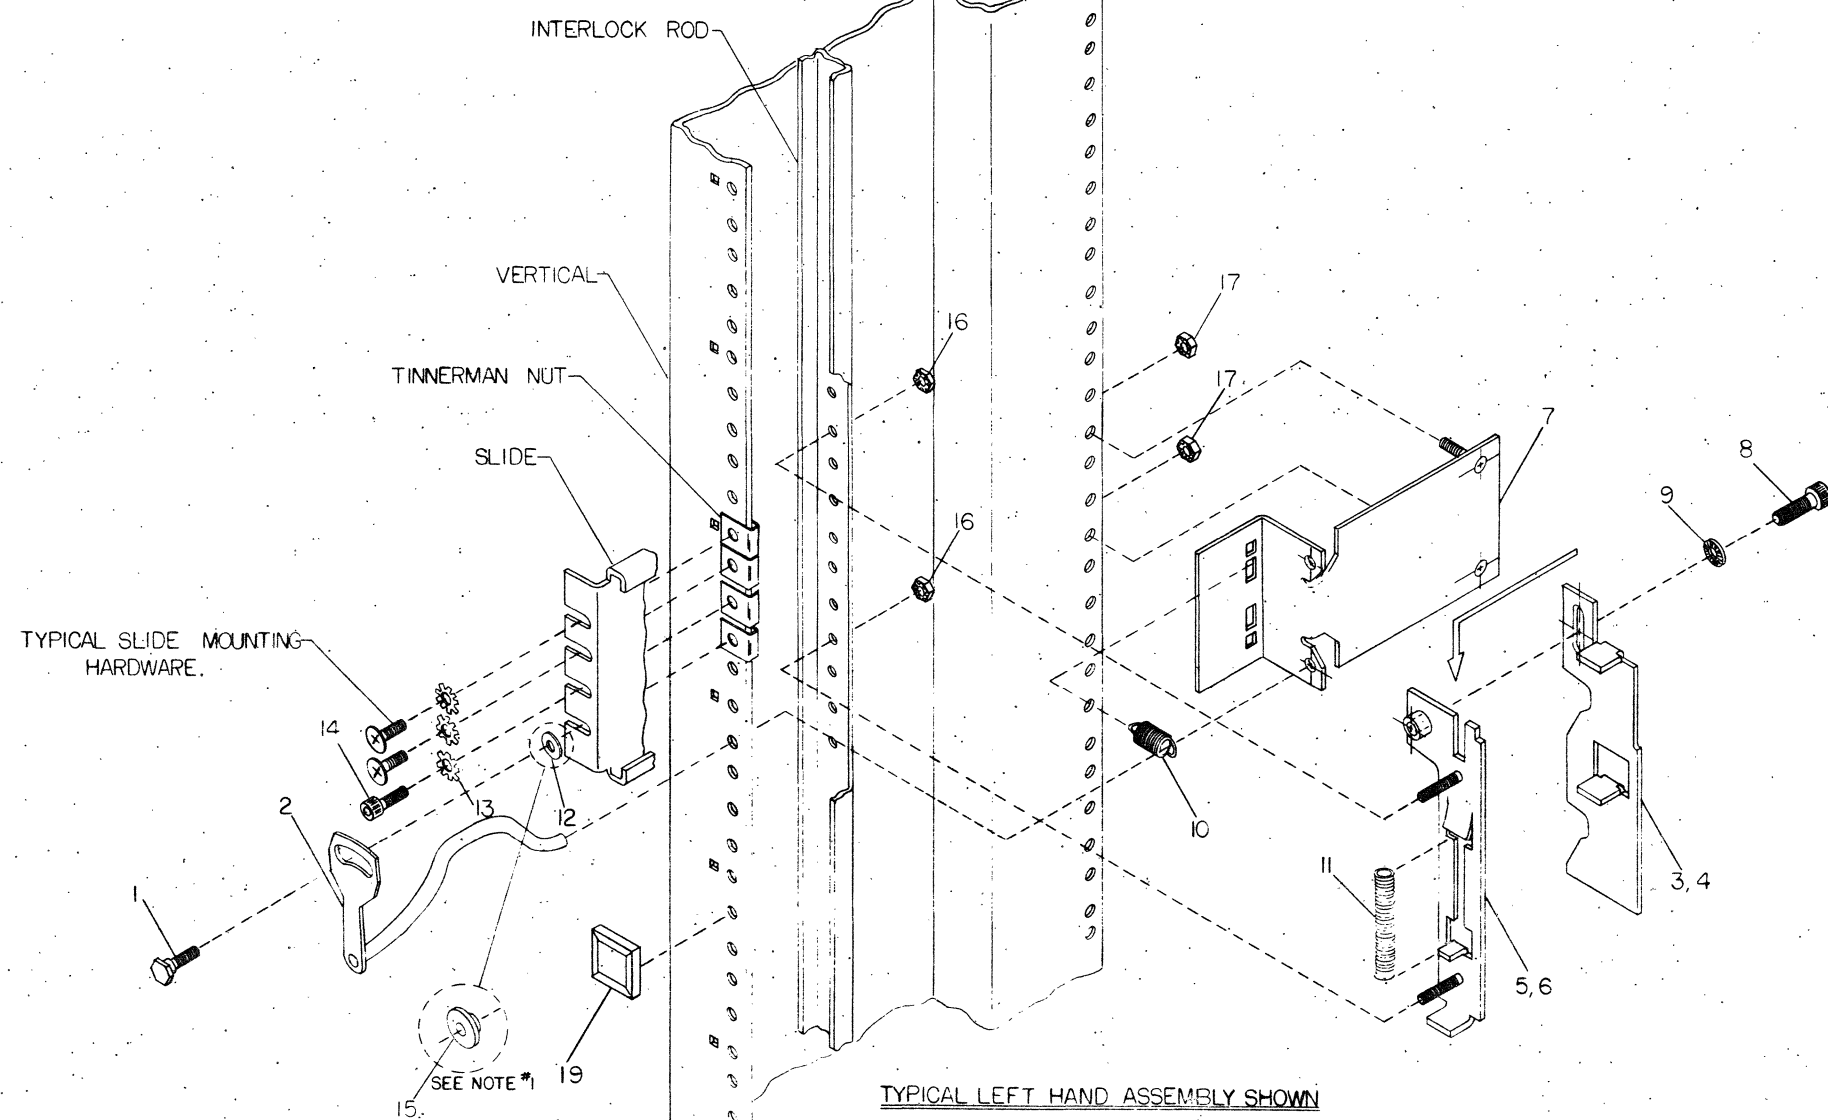 INTERLOCK ROD
VERTICAL
17
16
TINNERMAN NUT
17
7
SLIDE
8
9
16
TYPICAL SLIDE MOUNTING
HARDWARE.
14
2
13
12
10
11
3,4
1
5,6
SEE NOTE #1
19
15
TYPICAL LEFT HAND ASSEMBLY SHOWN